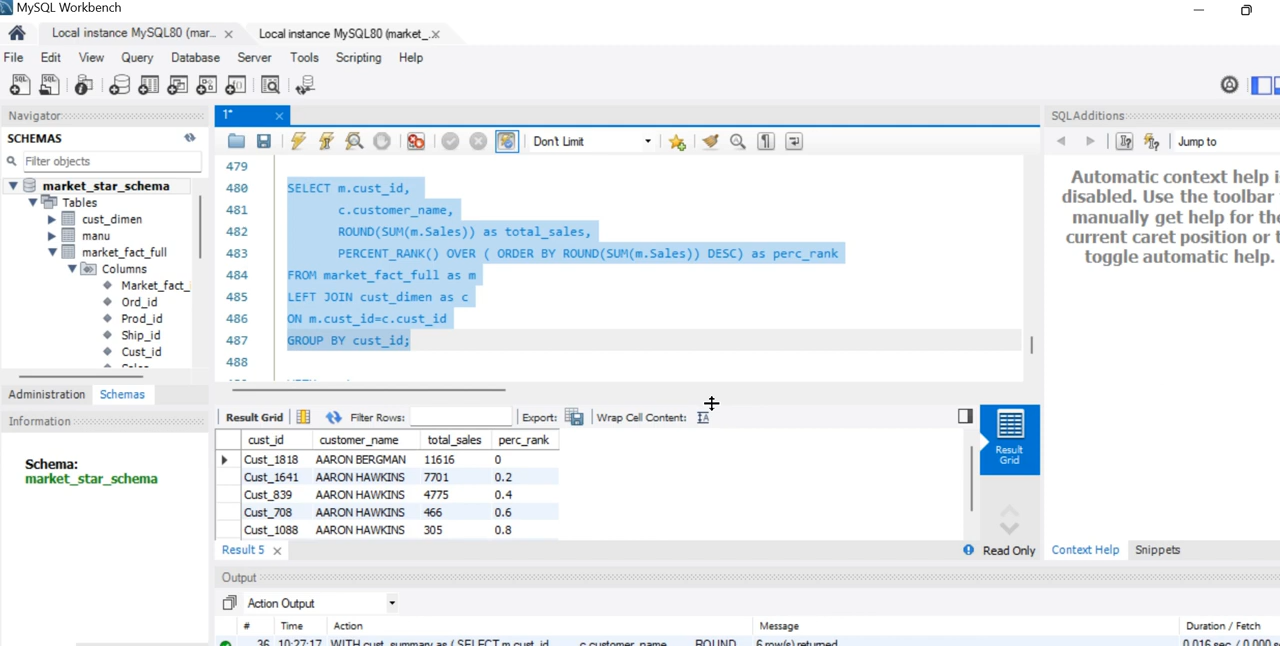 MySQL Workbench
Local instance MySQL80 (mar... Local instance MySQL80 (market_
File Edit View Query Database Server Tools Scripting Help
Navigator
SCHEMAS
Filter objects
market_star_schema
Tables
cust_dimen
manu
market_fact_full
Columns
Market_fact_
Ord_id
Prod_id
Ship_id
Cust_id
Administration Schemas
Information
Schema:
market_star_schema
1*
Don't Limit
479
480 SELECT m.cust_id,
481 c.customer_name,
482 ROUND(SUM(m.Sales)) as total_sales,
483 PERCENT_RANK() OVER ( ORDER BY ROUND(SUM(m.Sales)) DESC) as perc_rank
484 FROM market_fact_full as m
485 LEFT JOIN cust_dimen as c
486 ON m.cust_id=c.cust_id
487 GROUP BY cust_id;
488
Result Grid Filter Rows: Export: Wrap Cell Content:
cust_id customer_name total_sales perc_rank
Cust_1818 AARON BERGMAN 11616 0
Cust_1641 AARON HAWKINS 7701 0.2
Cust_839 AARON HAWKINS 4775 0.4
Cust_708 AARON HAWKINS 466 0.6
Cust_1088 AARON HAWKINS 305 0.8
Result Grid
Result 5 Read Only
Output
Action Output
# Time Action Message Duration / Fetch
36 10:27:17 WITH cust_summary as ( SELECT m.cust_id, c.customer_name, ROUND 6 row(s) returned 0.016 sec / 0.000 s
SQLAdditions
Jump to
Automatic context help i
disabled. Use the toolbar
manually get help for the
current caret position or t
toggle automatic help.
Context Help Snippets